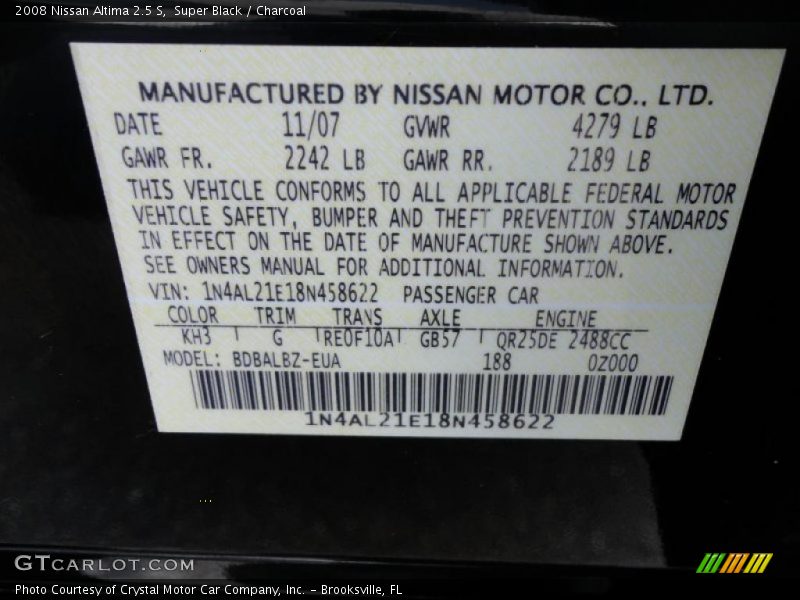 2008 Nissan Altima 2.5 S, Super Black / Charcoal
MANUFACTURED BY NISSAN MOTOR CO., LTD.
DATE 11/07 GVWR 4279 LB
GAWR FR. 2242 LB GAWR RR. 2189 LB
THIS VEHICLE CONFORMS TO ALL APPLICABLE FEDERAL MOTOR
VEHICLE SAFETY, BUMPER AND THEFT PREVENTION STANDARDS
IN EFFECT ON THE DATE OF MANUFACTURE SHOWN ABOVE.
SEE OWNERS MANUAL FOR ADDITIONAL INFORMATION.
VIN: 1N4AL21E18N458622 PASSENGER CAR
COLOR TRIM TRANS AXLE ENGINE
KH3 G RE0F10A GB57 QR25DE 2488CC
MODEL: BDBALBZ-EUA 188 0Z000
1N4AL21E18N458622
GTCARLOT.COM
Photo Courtesy of Crystal Motor Car Company, Inc. – Brooksville, FL